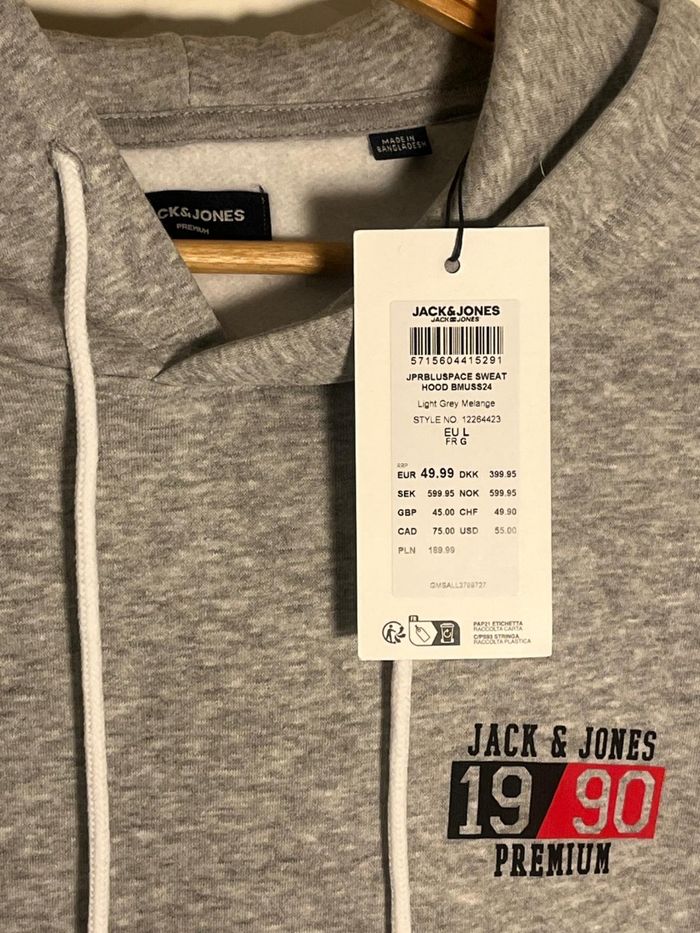 MADE IN
BANGLADESH
CK&JONES
PREMIUM
JACK&JONES
JACK JONES
5715604415291
JPRBLUSPACE SWEAT
HOOD BMUSS24
Light Grey Melange
STYLE NO. 12264423
EU L
FR G
RRP
EUR 49.99 DKK 399.95
SEK 599.95 NOK 599.95
GBP 45.00 CHF 49.90
CAD 75.00 USD 55.00
PLN 189.99
FR
PAP21 ETICHETTA
RACCOLTA CARTA
RACCOLTA PLASTICA
JACK & JONES
19 90
PREMIUM